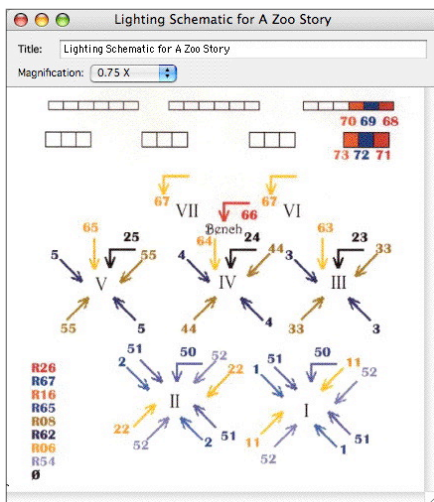 Lighting Schematic for A Zoo Story
Title: Lighting Schematic for A Zoo Story
Magnification: 0.75 X
70 69 68
73 72 71
67 VII 67 VI
66
Bench
65 25 64 24 63 23
5 55 4 44 3 33
V IV III
55 5 44 4 33 3
51 50 52 51 50 11
2 22 1 52
II I
22 51 11 51
52 2 52 1
R26
R67
R16
R65
R08
R62
R06
R54
Ø